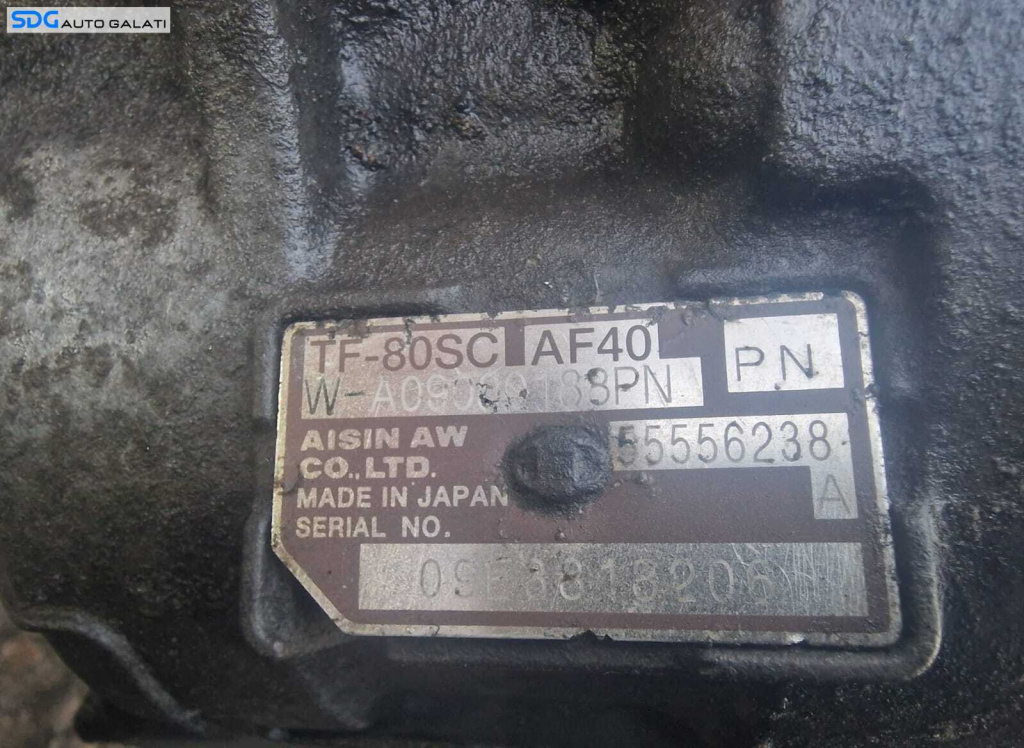 SDG AUTO GALATI
TF-80SC AF40 PN
AISIN AW
CO.,LTD.
55556238
MADE IN JAPAN
A
SERIAL NO.